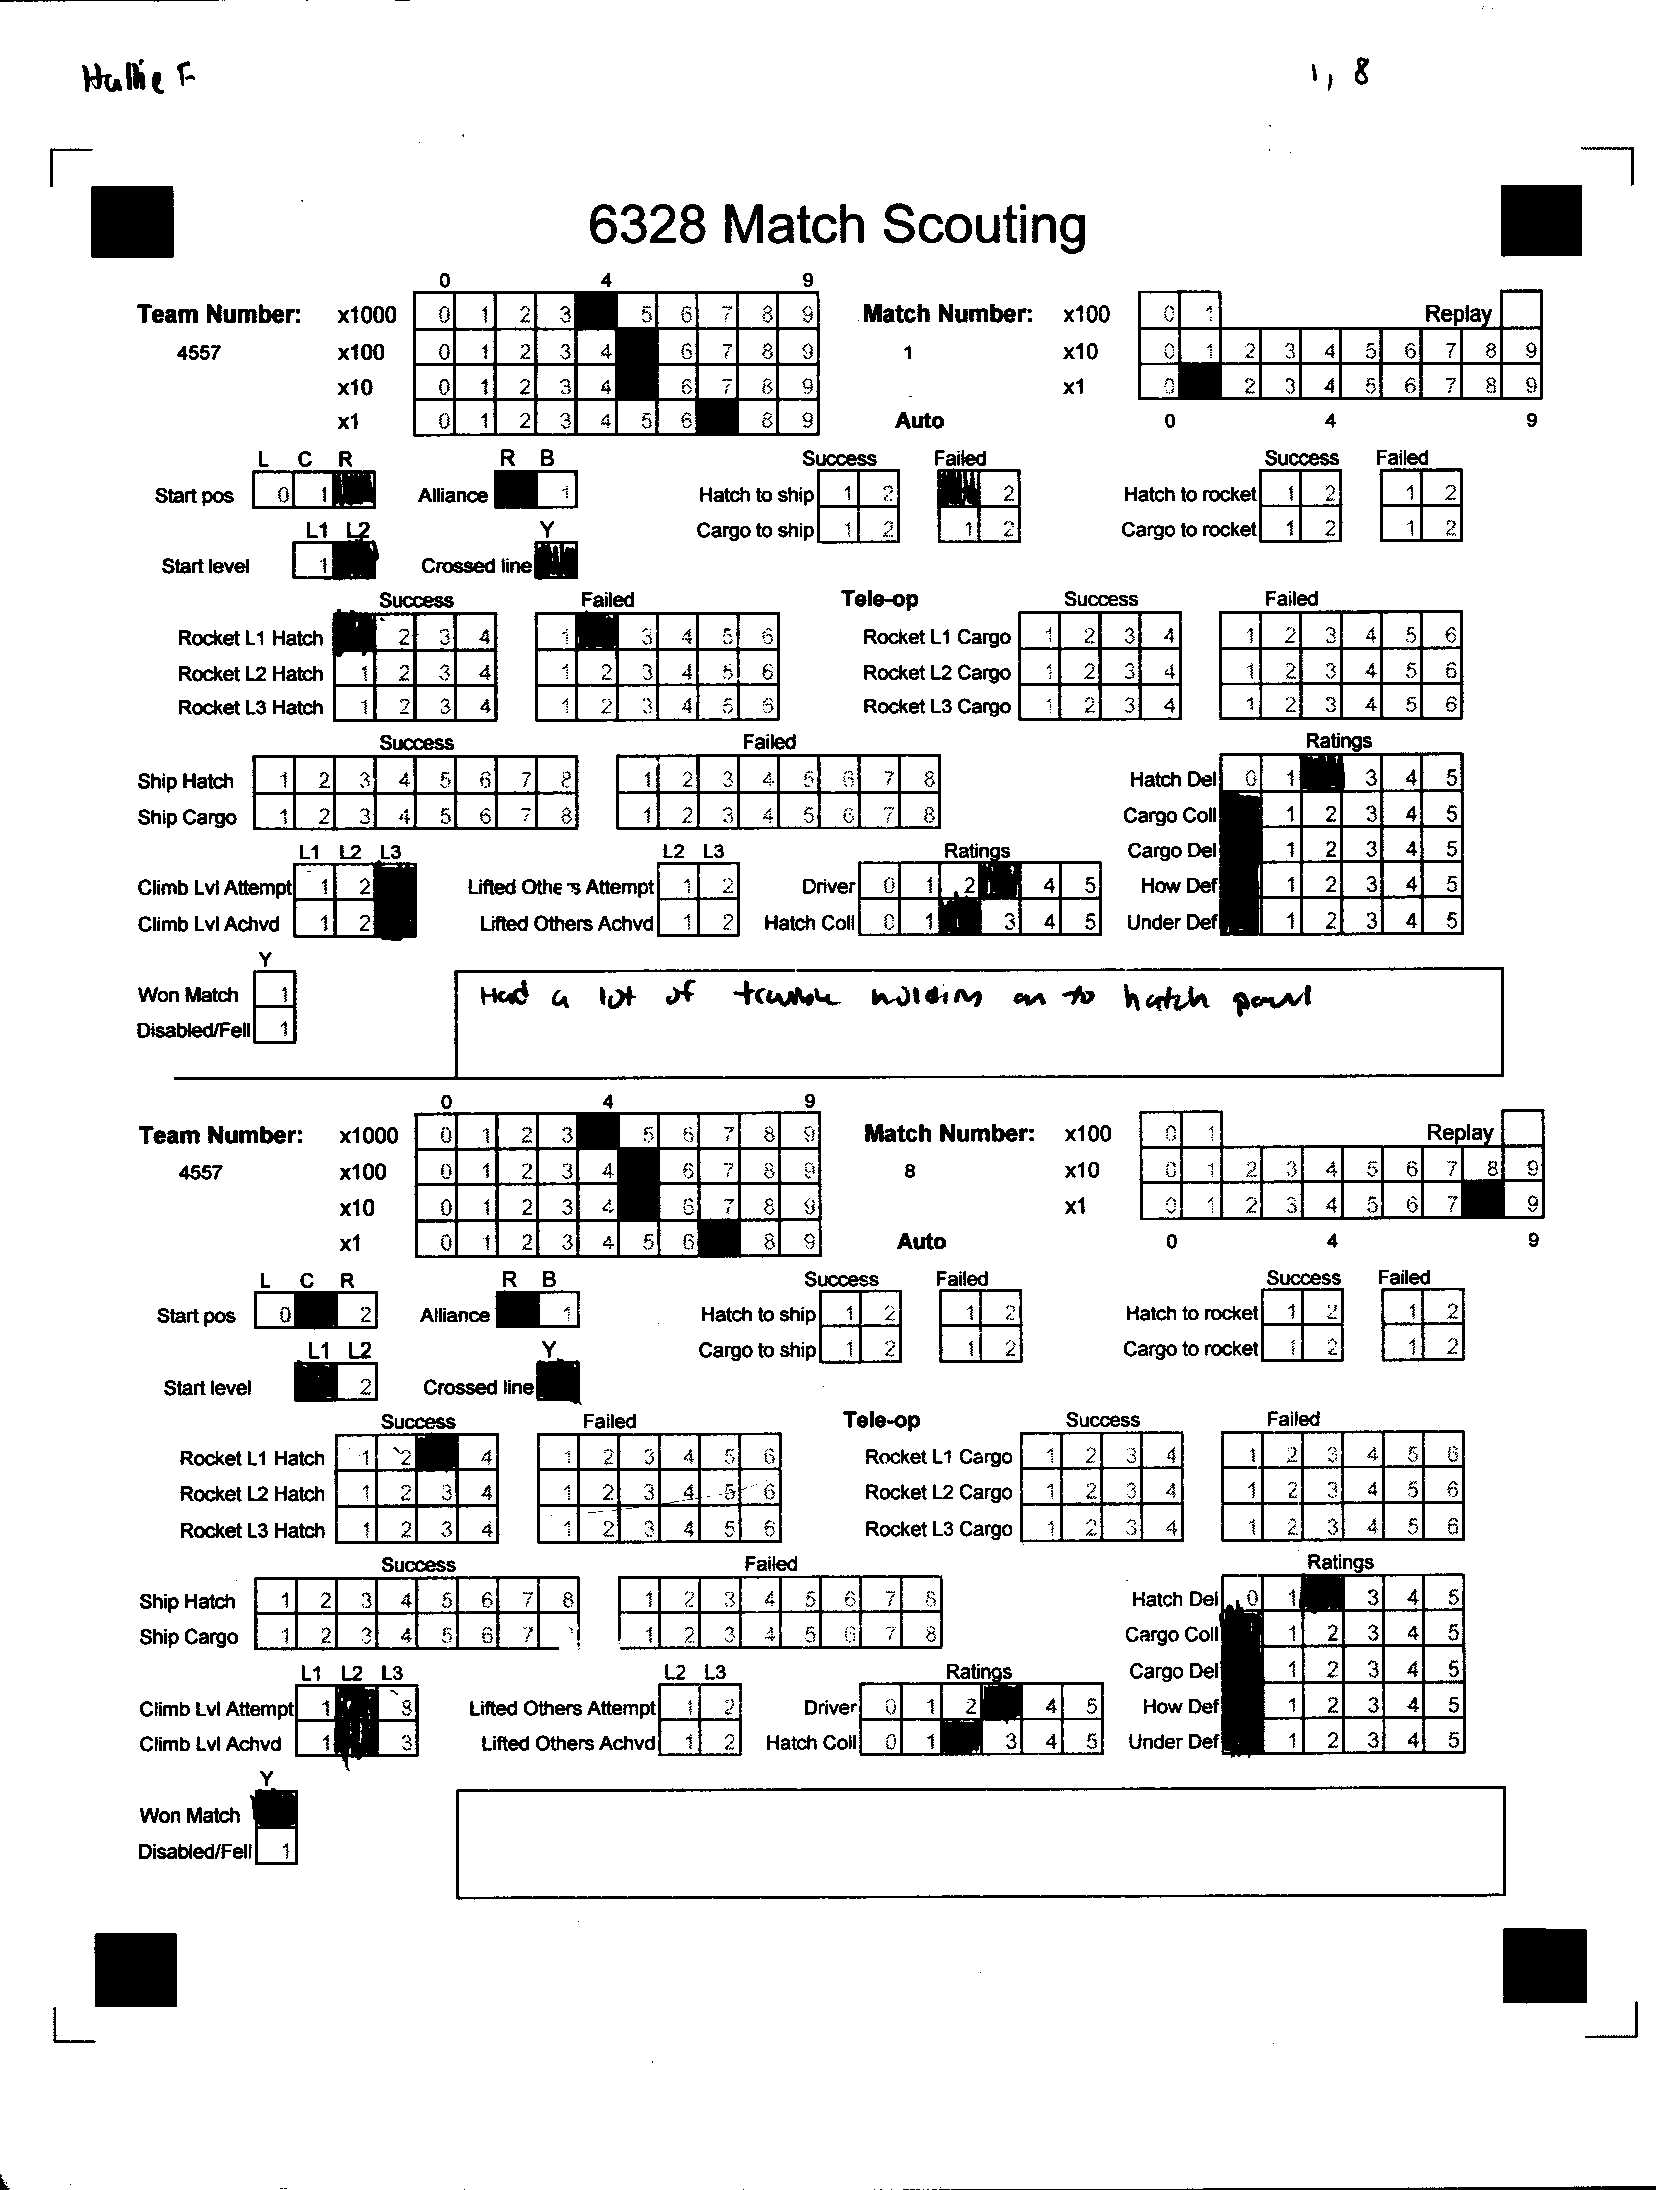 Hallie F 1, 8
6328 Match Scouting
0 4 9
Team Number: x1000 0 1 2 3 5 6 7 8 9 Match Number: x100 0 1 Replay
4557 x100 0 1 2 3 4 6 7 8 9 1 x10 0 1 2 3 4 5 6 7 8 9
x10 0 1 2 3 4 6 7 8 9 x1 0 2 3 4 5 6 7 8 9
x1 0 1 2 3 4 5 6 8 9 Auto 0 4 9
L C R R B Success Failed Success Failed
Start pos 0 1 Alliance 1 Hatch to ship 1 2 2 Hatch to rocket 1 2 1 2
L1 L2 Y Cargo to ship 1 2 1 2 Cargo to rocket 1 2 1 2
Start level 1 Crossed line
Success Failed Tele-op Success Failed
Rocket L1 Hatch 2 3 4 1 3 4 5 6 Rocket L1 Cargo 1 2 3 4 1 2 3 4 5 6
Rocket L2 Hatch 1 2 3 4 1 2 3 4 5 6 Rocket L2 Cargo 1 2 3 4 1 2 3 4 5 6
Rocket L3 Hatch 1 2 3 4 1 2 3 4 5 6 Rocket L3 Cargo 1 2 3 4 1 2 3 4 5 6
Success Failed Ratings
Ship Hatch 1 2 3 4 5 6 7 8 1 2 3 4 5 6 7 8 Hatch Del 0 1 3 4 5
Ship Cargo 1 2 3 4 5 6 7 8 1 2 3 4 5 6 7 8 Cargo Coll 1 2 3 4 5
L1 L2 L3 L2 L3 Ratings Cargo Del 1 2 3 4 5
Climb Lvl Attempt 1 2 Lifted Others Attempt 1 2 Driver 0 1 2 4 5 How Def 1 2 3 4 5
Climb Lvl Achvd 1 2 Lifted Others Achvd 1 2 Hatch Coll 0 1 3 4 5 Under Def 1 2 3 4 5
Y
Won Match 1 Had a lot of trouble holding on to hatch panel
Disabled/Fell 1
0 4 9
Team Number: x1000 0 1 2 3 5 6 7 8 9 Match Number: x100 0 1 Replay
4557 x100 0 1 2 3 4 6 7 8 9 8 x10 0 1 2 3 4 5 6 7 8 9
x10 0 1 2 3 4 6 7 8 9 x1 0 1 2 3 4 5 6 7 9
x1 0 1 2 3 4 5 6 8 9 Auto 0 4 9
L C R R B Success Failed Success Failed
Start pos 0 2 Alliance 1 Hatch to ship 1 2 1 2 Hatch to rocket 1 2 1 2
L1 L2 Y Cargo to ship 1 2 1 2 Cargo to rocket 1 2 1 2
Start level 2 Crossed line
Success Failed Tele-op Success Failed
Rocket L1 Hatch 1 2 4 1 2 3 4 5 6 Rocket L1 Cargo 1 2 3 4 1 2 3 4 5 6
Rocket L2 Hatch 1 2 3 4 1 2 3 4 5 6 Rocket L2 Cargo 1 2 3 4 1 2 3 4 5 6
Rocket L3 Hatch 1 2 3 4 1 2 3 4 5 6 Rocket L3 Cargo 1 2 3 4 1 2 3 4 5 6
Success Failed Ratings
Ship Hatch 1 2 3 4 5 6 7 8 1 2 3 4 5 6 7 8 Hatch Del 0 1 3 4 5
Ship Cargo 1 2 3 4 5 6 7 1 2 3 4 5 6 7 8 Cargo Coll 1 2 3 4 5
L1 L2 L3 L2 L3 Ratings Cargo Del 1 2 3 4 5
Climb Lvl Attempt 1 3 Lifted Others Attempt 1 2 Driver 0 1 2 4 5 How Def 1 2 3 4 5
Climb Lvl Achvd 1 3 Lifted Others Achvd 1 2 Hatch Coll 0 1 3 4 5 Under Def 1 2 3 4 5
Y
Won Match
Disabled/Fell 1